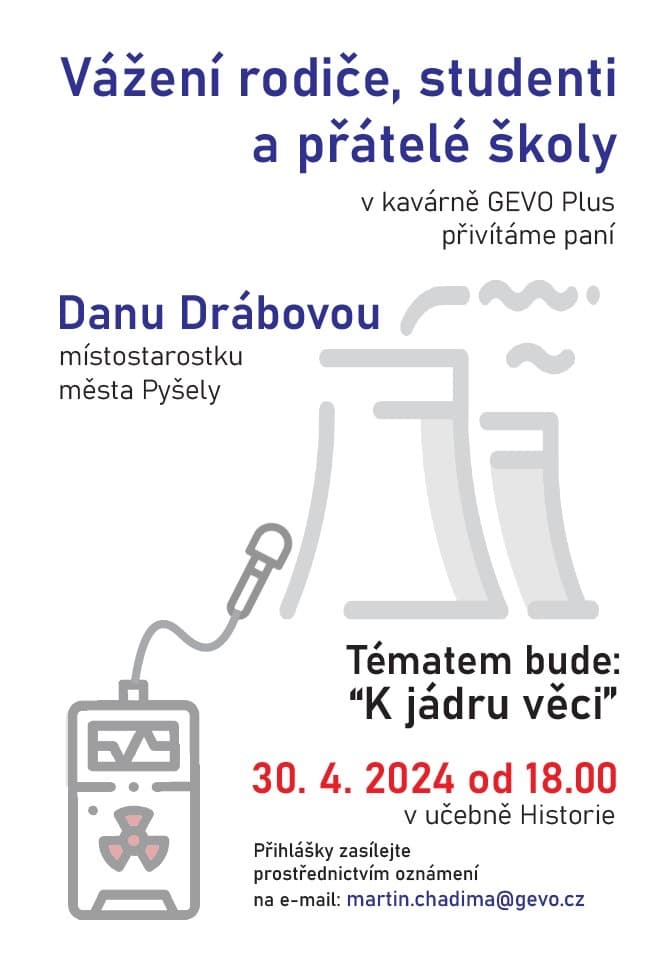 Vážení rodiče, studenti
a přátelé školy
v kavárně GEVO Plus
přivítáme paní
Danu Drábovou
místostarostku
města Pyšely
Tématem bude:
“K jádru věci”
30. 4. 2024 od 18.00
v učebně Historie
Přihlášky zasílejte
prostřednictvím oznámení
na e-mail: martin.chadima@gevo.cz